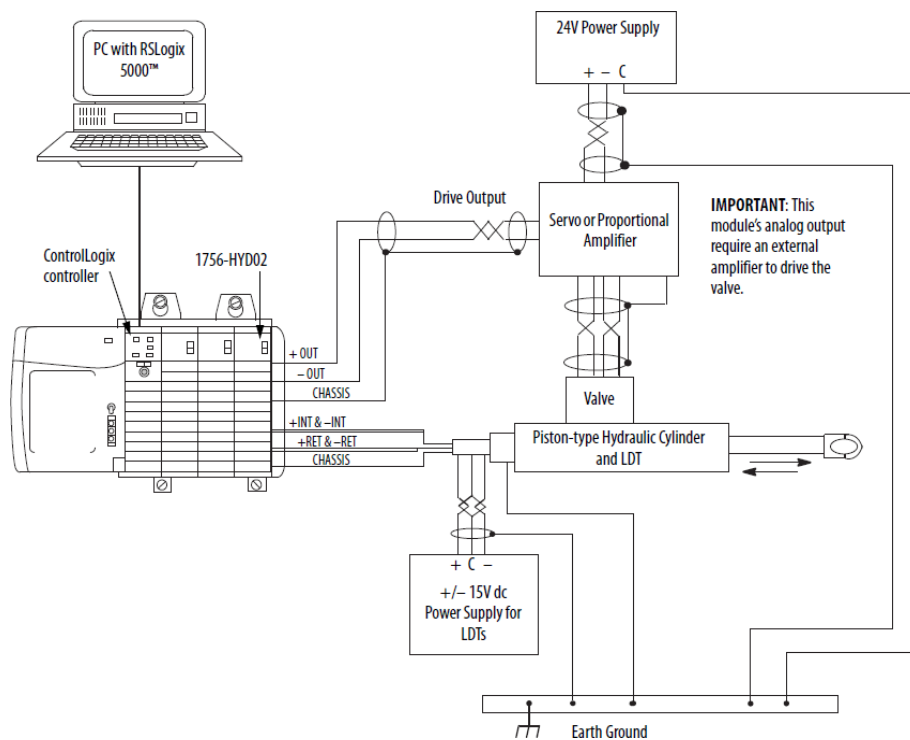 PC with RSLogix
5000™
24V Power Supply
+ − C
Drive Output
Servo or Proportional
Amplifier
IMPORTANT: This
module's analog output
require an external
amplifier to drive the
valve.
ControlLogix
controller
1756-HYD02
+ OUT
− OUT
CHASSIS
+INT & −INT
+RET & −RET
CHASSIS
Valve
Piston-type Hydraulic Cylinder
and LDT
+ C −
+/− 15V dc
Power Supply for
LDTs
Earth Ground